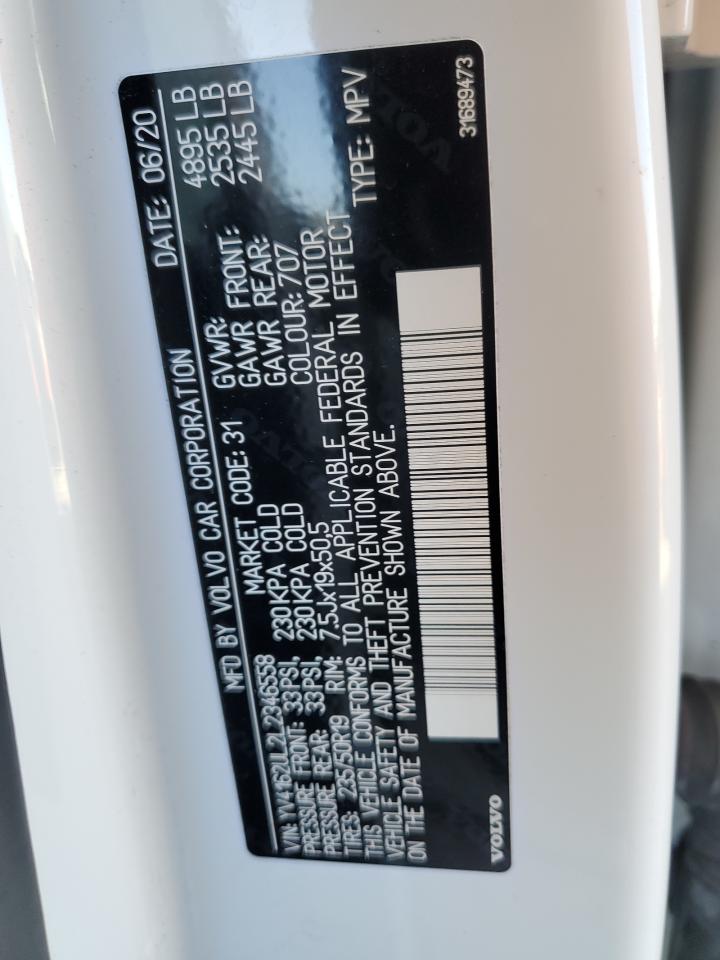 MFD BY VOLVO CAR CORPORATION DATE: 06/20
MARKET CODE: 31 GVWR: 4895 LB
GAWR FRONT: 2535 LB
GAWR REAR: 2445 LB
VIN: YV4162UL2L2346558 COLOUR: 707
PRESSURE FRONT: 33PSI, 230KPA COLD
PRESSURE REAR: 33PSI, 230KPA COLD
TIRES: 235/50R19 RIM: 7.5Jx19x50,5
THIS VEHICLE CONFORMS TO ALL APPLICABLE FEDERAL MOTOR
VEHICLE SAFETY AND THEFT PREVENTION STANDARDS IN EFFECT
ON THE DATE OF MANUFACTURE SHOWN ABOVE. TYPE: MPV
VOLVO 31689473